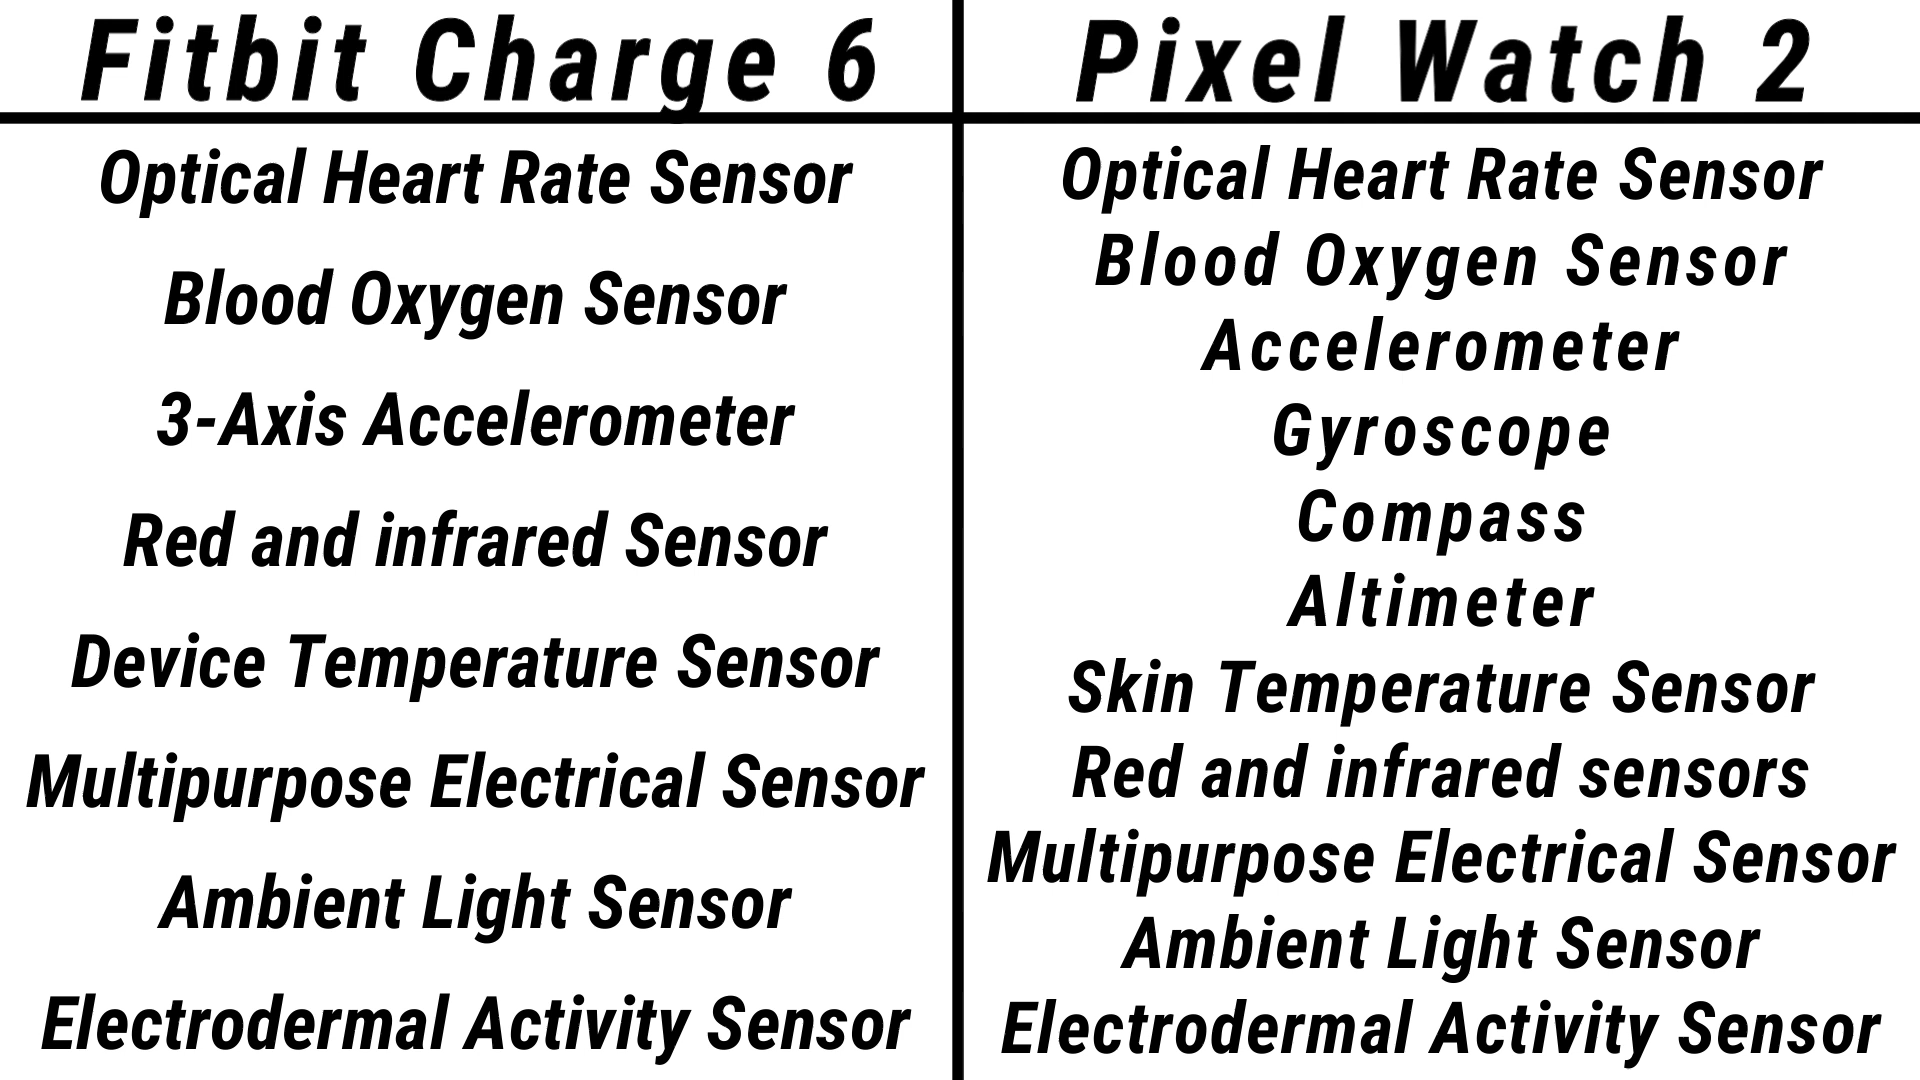 Fitbit Charge 6
Optical Heart Rate Sensor
Blood Oxygen Sensor
3-Axis Accelerometer
Red and infrared Sensor
Device Temperature Sensor
Multipurpose Electrical Sensor
Ambient Light Sensor
Electrodermal Activity Sensor
Pixel Watch 2
Optical Heart Rate Sensor
Blood Oxygen Sensor
Accelerometer
Gyroscope
Compass
Altimeter
Skin Temperature Sensor
Red and infrared sensors
Multipurpose Electrical Sensor
Ambient Light Sensor
Electrodermal Activity Sensor